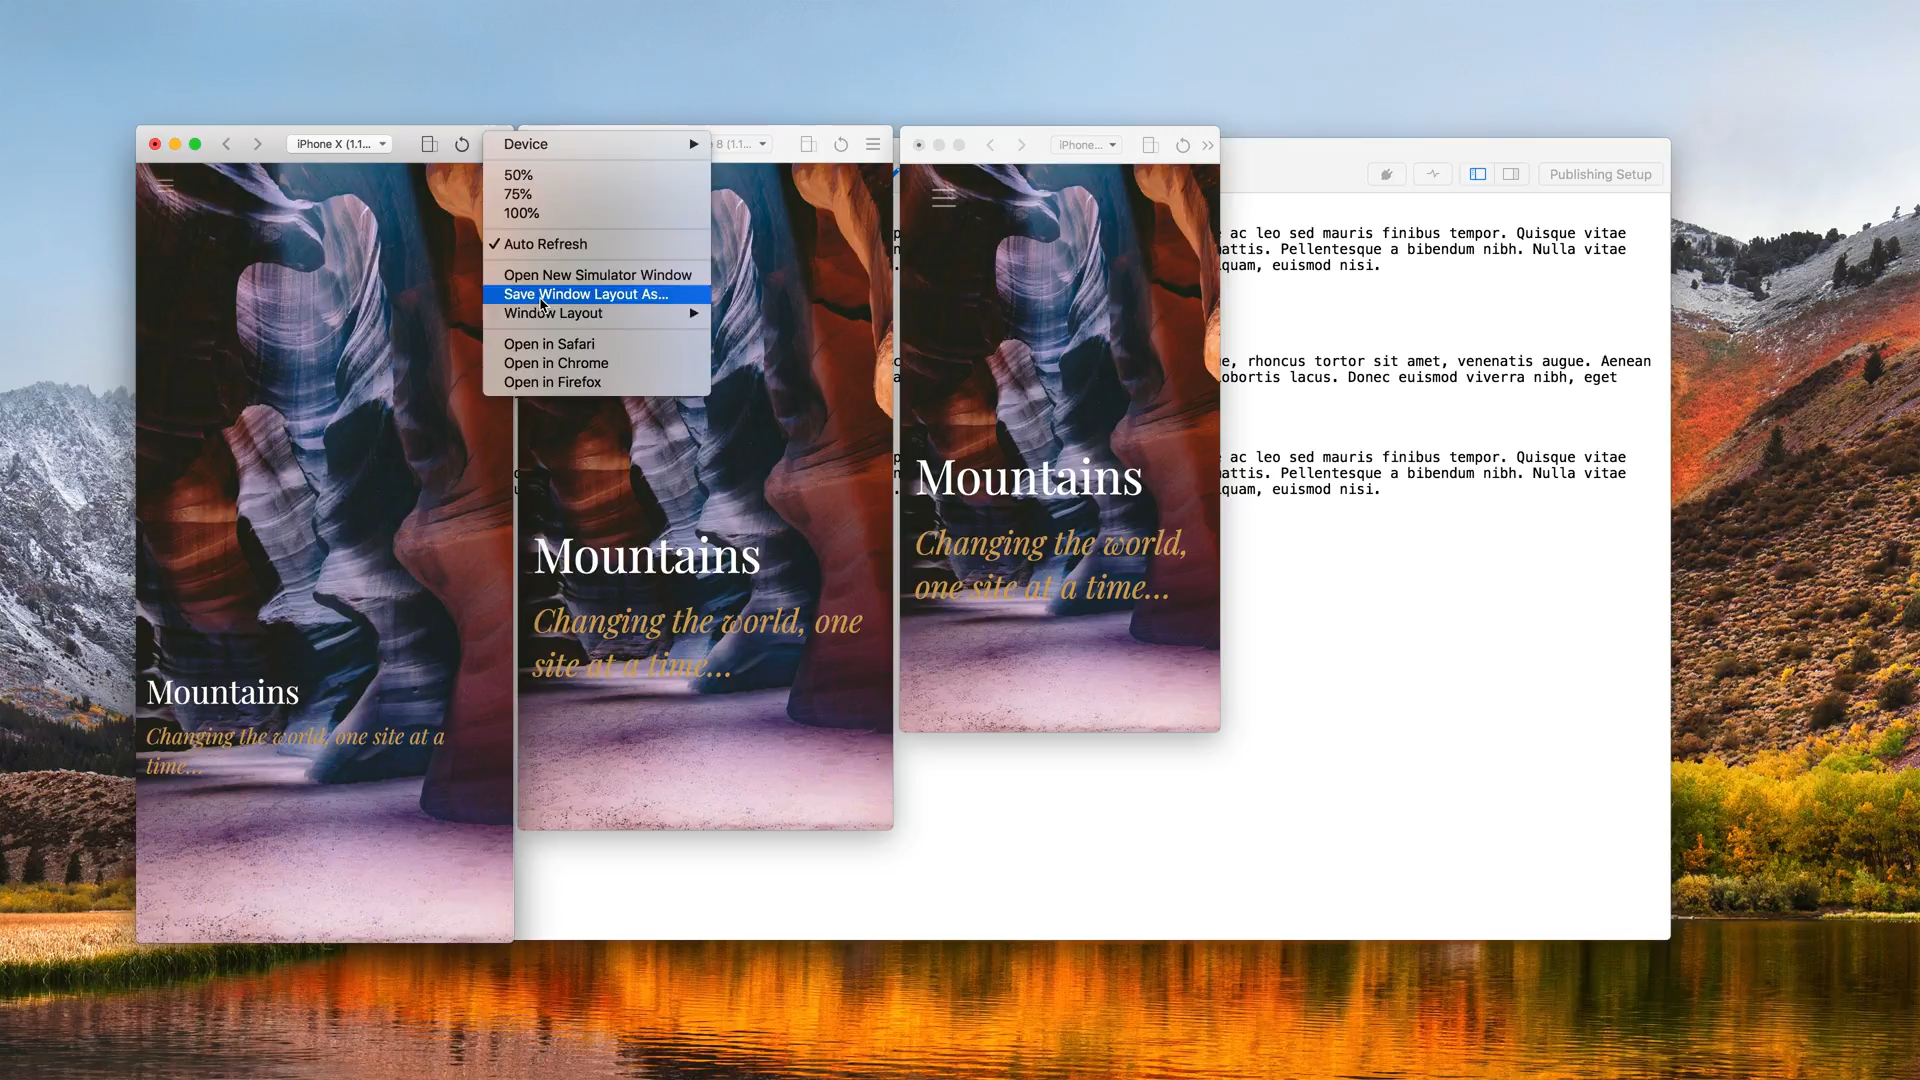 iPhone X (1.1...
Device
50%
75%
100%
Auto Refresh
Open New Simulator Window
Save Window Layout As...
Window Layout
Open in Safari
Open in Chrome
Open in Firefox
8 (1.1...
iPhone...
Publishing Setup
Mountains
Changing the world, one site at a
time...
Mountains
Changing the world, one
site at a time...
Mountains
Changing the world,
one site at a time...
ac leo sed mauris finibus tempor. Quisque vitae
attis. Pellentesque a bibendum nibh. Nulla vitae
quam, euismod nisi.
e, rhoncus tortor sit amet, venenatis augue. Aenean
obortis lacus. Donec euismod viverra nibh, eget
ac leo sed mauris finibus tempor. Quisque vitae
attis. Pellentesque a bibendum nibh. Nulla vitae
quam, euismod nisi.